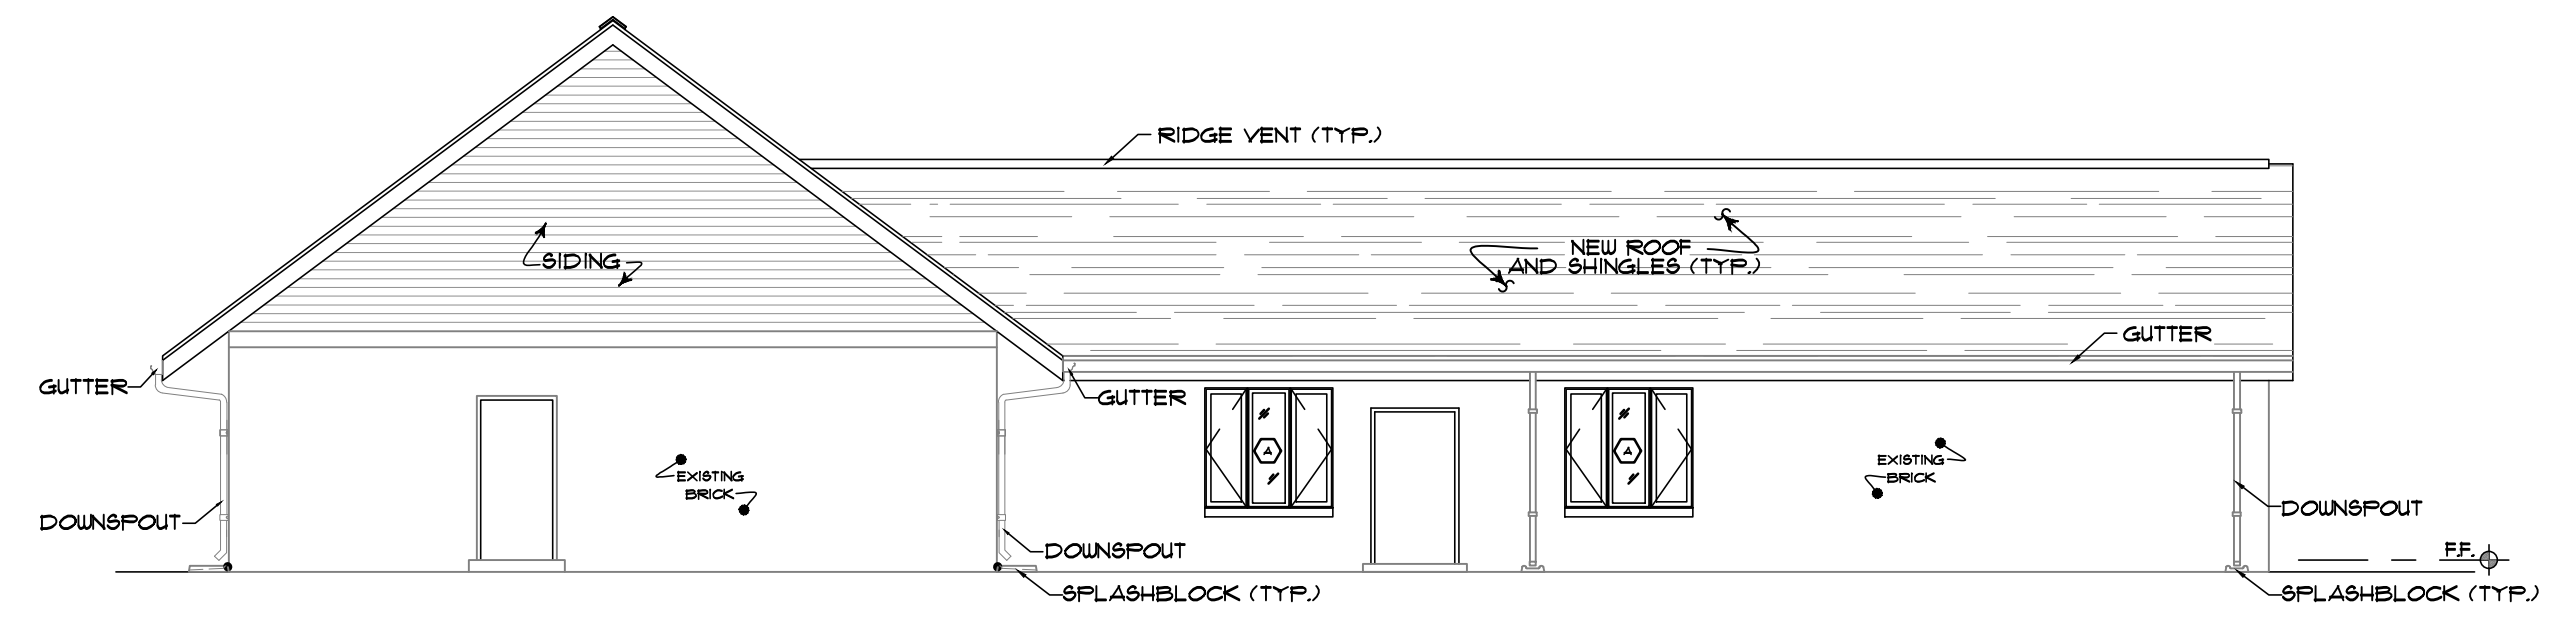 RIDGE VENT (TYP.)
NEW ROOF
AND SHINGLES (TYP.)
SIDING
GUTTER
GUTTER
GUTTER
A
A
EXISTING
BRICK
EXISTING
BRICK
DOWNSPOUT
DOWNSPOUT
DOWNSPOUT
F.F.
SPLASHBLOCK (TYP.)
SPLASHBLOCK (TYP.)